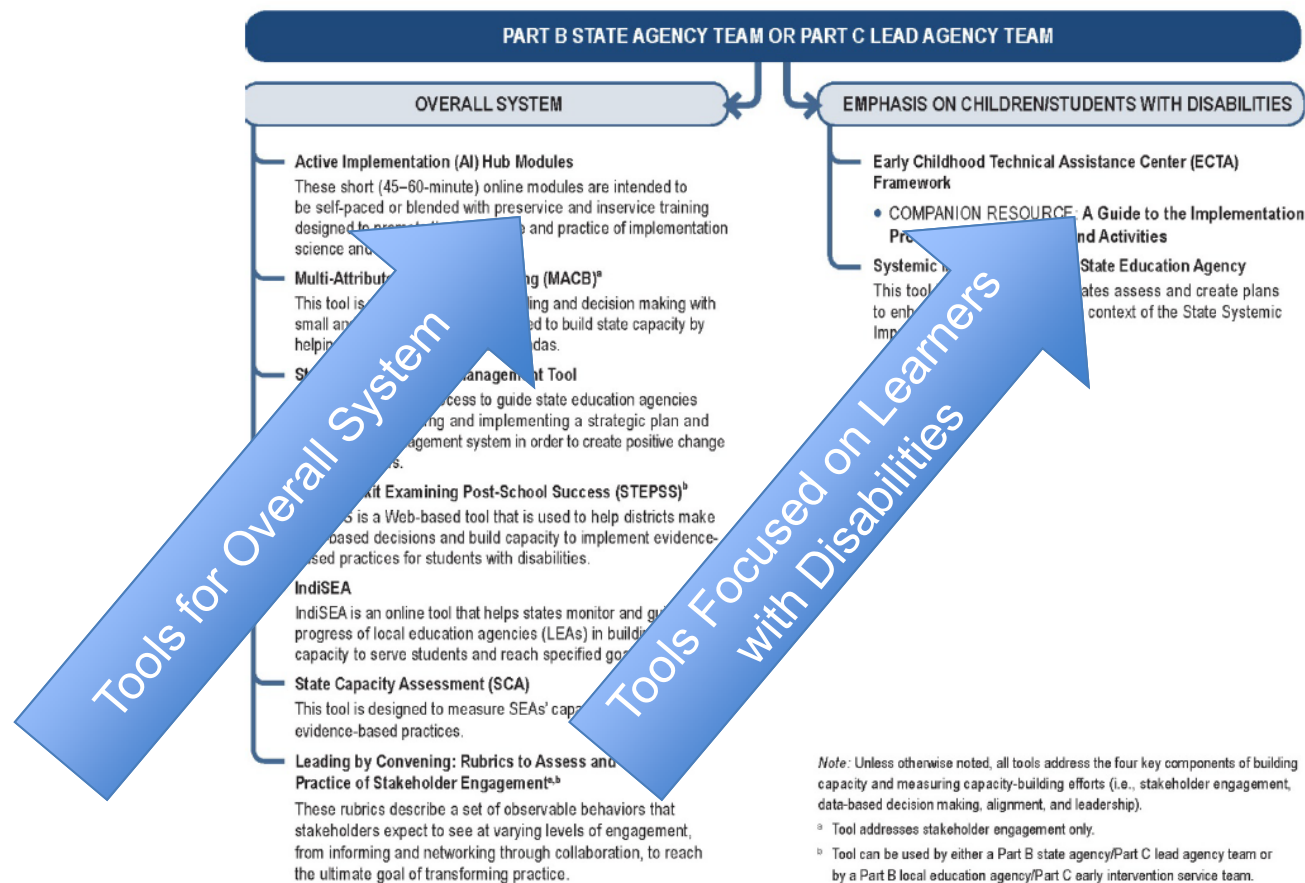 PART B STATE AGENCY TEAM OR PART C LEAD AGENCY TEAM
OVERALL SYSTEM
Active Implementation (AI) Hub Modules
These short (45–60-minute) online modules are intended to
be self-paced or blended with preservice and inservice training
designed to and practice of implementation
science and
Multi-Attribute (MACB)ᵃ
This tool is and decision making with
small to build state capacity by
helping
Management Tool
to guide state education agencies
and implementing a strategic plan and
system in order to create positive change
Examining Post-School Success (STEPSS)ᵇ
is a Web-based tool that is used to help districts make
based decisions and build capacity to implement evidence-
practices for students with disabilities.
IndiSEA
IndiSEA is an online tool that helps states monitor and
progress of local education agencies (LEAs) in
capacity to serve students and reach specified
State Capacity Assessment (SCA)
This tool is designed to measure SEAs'
evidence-based practices.
Leading by Convening: Rubrics to Assess and
Practice of Stakeholder Engagementᵃ,ᵇ
These rubrics describe a set of observable behaviors that
stakeholders expect to see at varying levels of engagement,
from informing and networking through collaboration, to reach
the ultimate goal of transforming practice.
Tools for Overall System
EMPHASIS ON CHILDREN/STUDENTS WITH DISABILITIES
Early Childhood Technical Assistance Center (ECTA)
Framework
• COMPANION RESOURCE: A Guide to the Implementation
and Activities
Systemic State Education Agency
This tool assess and create plans
to context of the State Systemic
Tools Focused on Learners
with Disabilities
Note: Unless otherwise noted, all tools address the four key components of building
capacity and measuring capacity-building efforts (i.e., stakeholder engagement,
data-based decision making, alignment, and leadership).
ᵃ Tool addresses stakeholder engagement only.
ᵇ Tool can be used by either a Part B state agency/Part C lead agency team or
by a Part B local education agency/Part C early intervention service team.